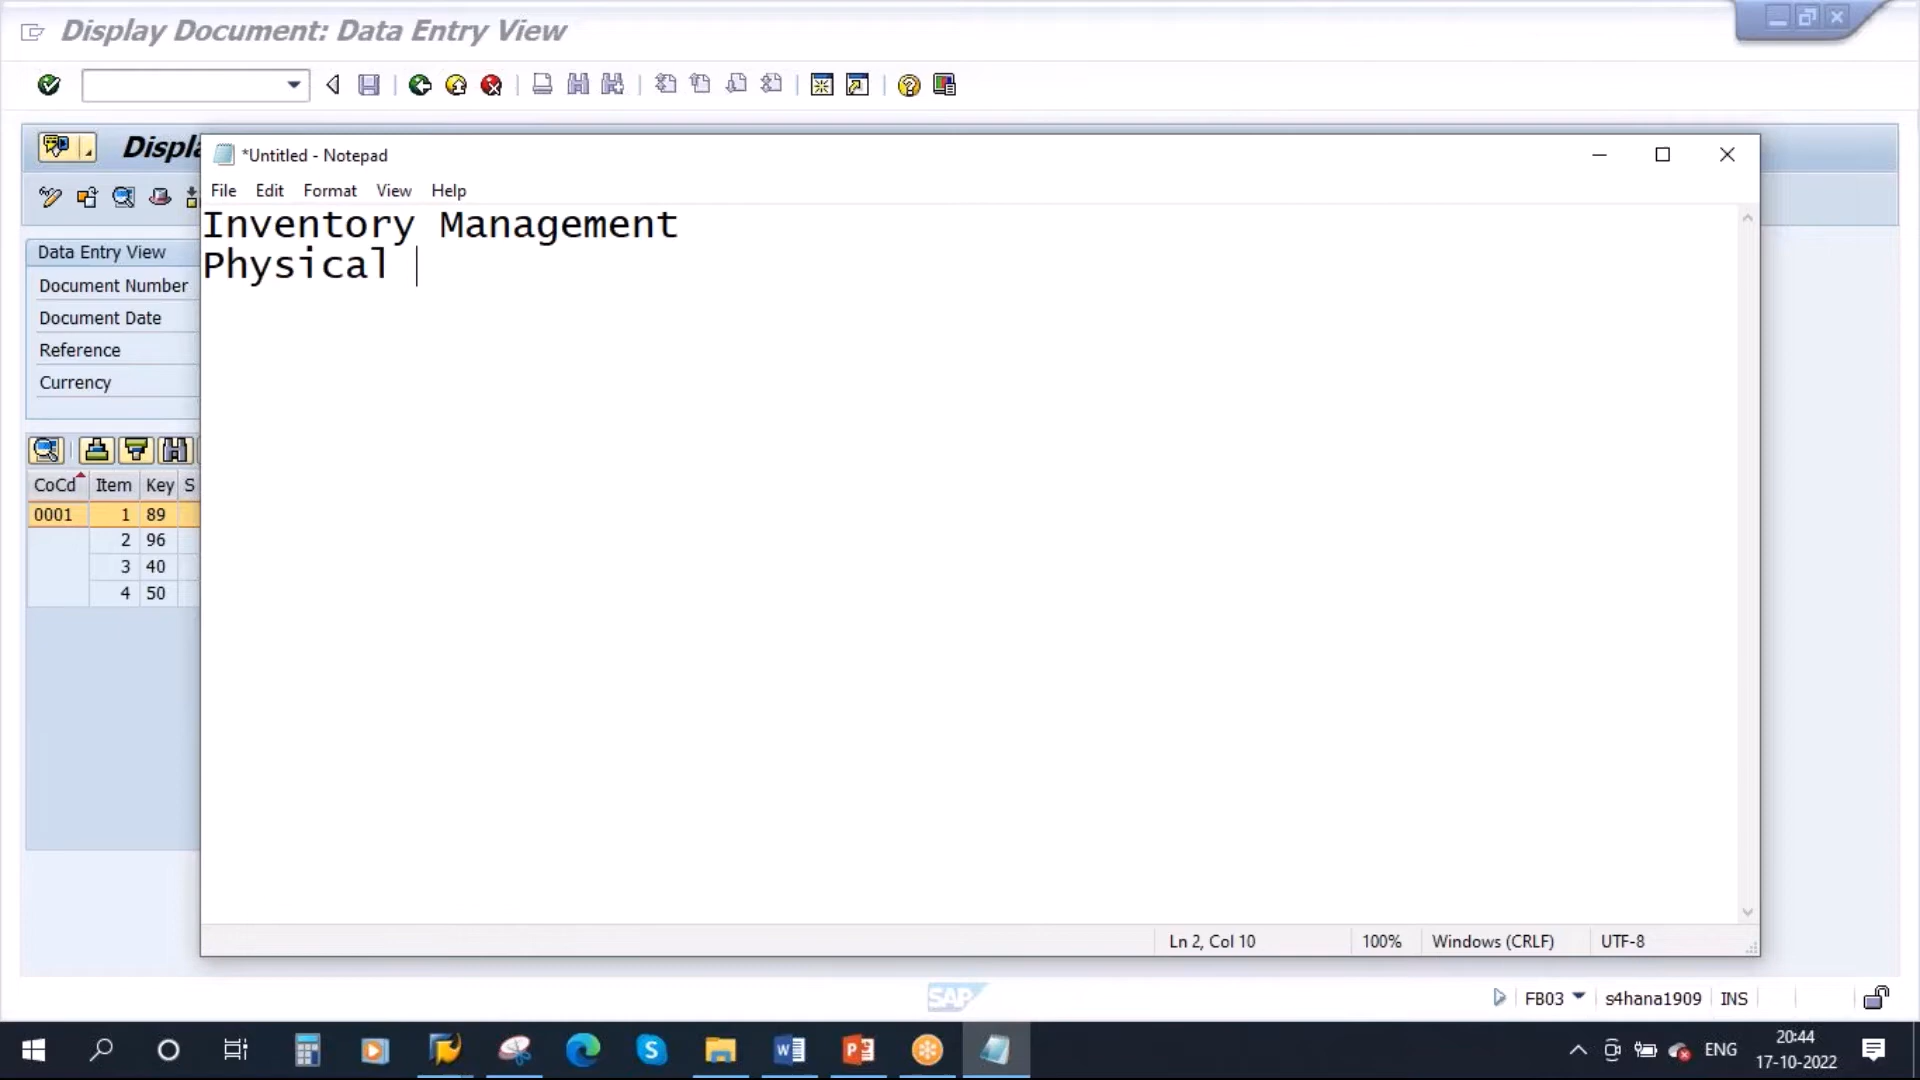 Display Document: Data Entry View
Displa
*Untitled - Notepad
File Edit Format View Help
Inventory Management
Physical
Data Entry View
Document Number
Document Date
Reference
Currency
CoCd Item Key S
0001 1 89
2 96
3 40
4 50
Ln 2, Col 10 100% Windows (CRLF) UTF-8
SAP
FB03 s4hana1909 INS
ENG
20:44
17-10-2022